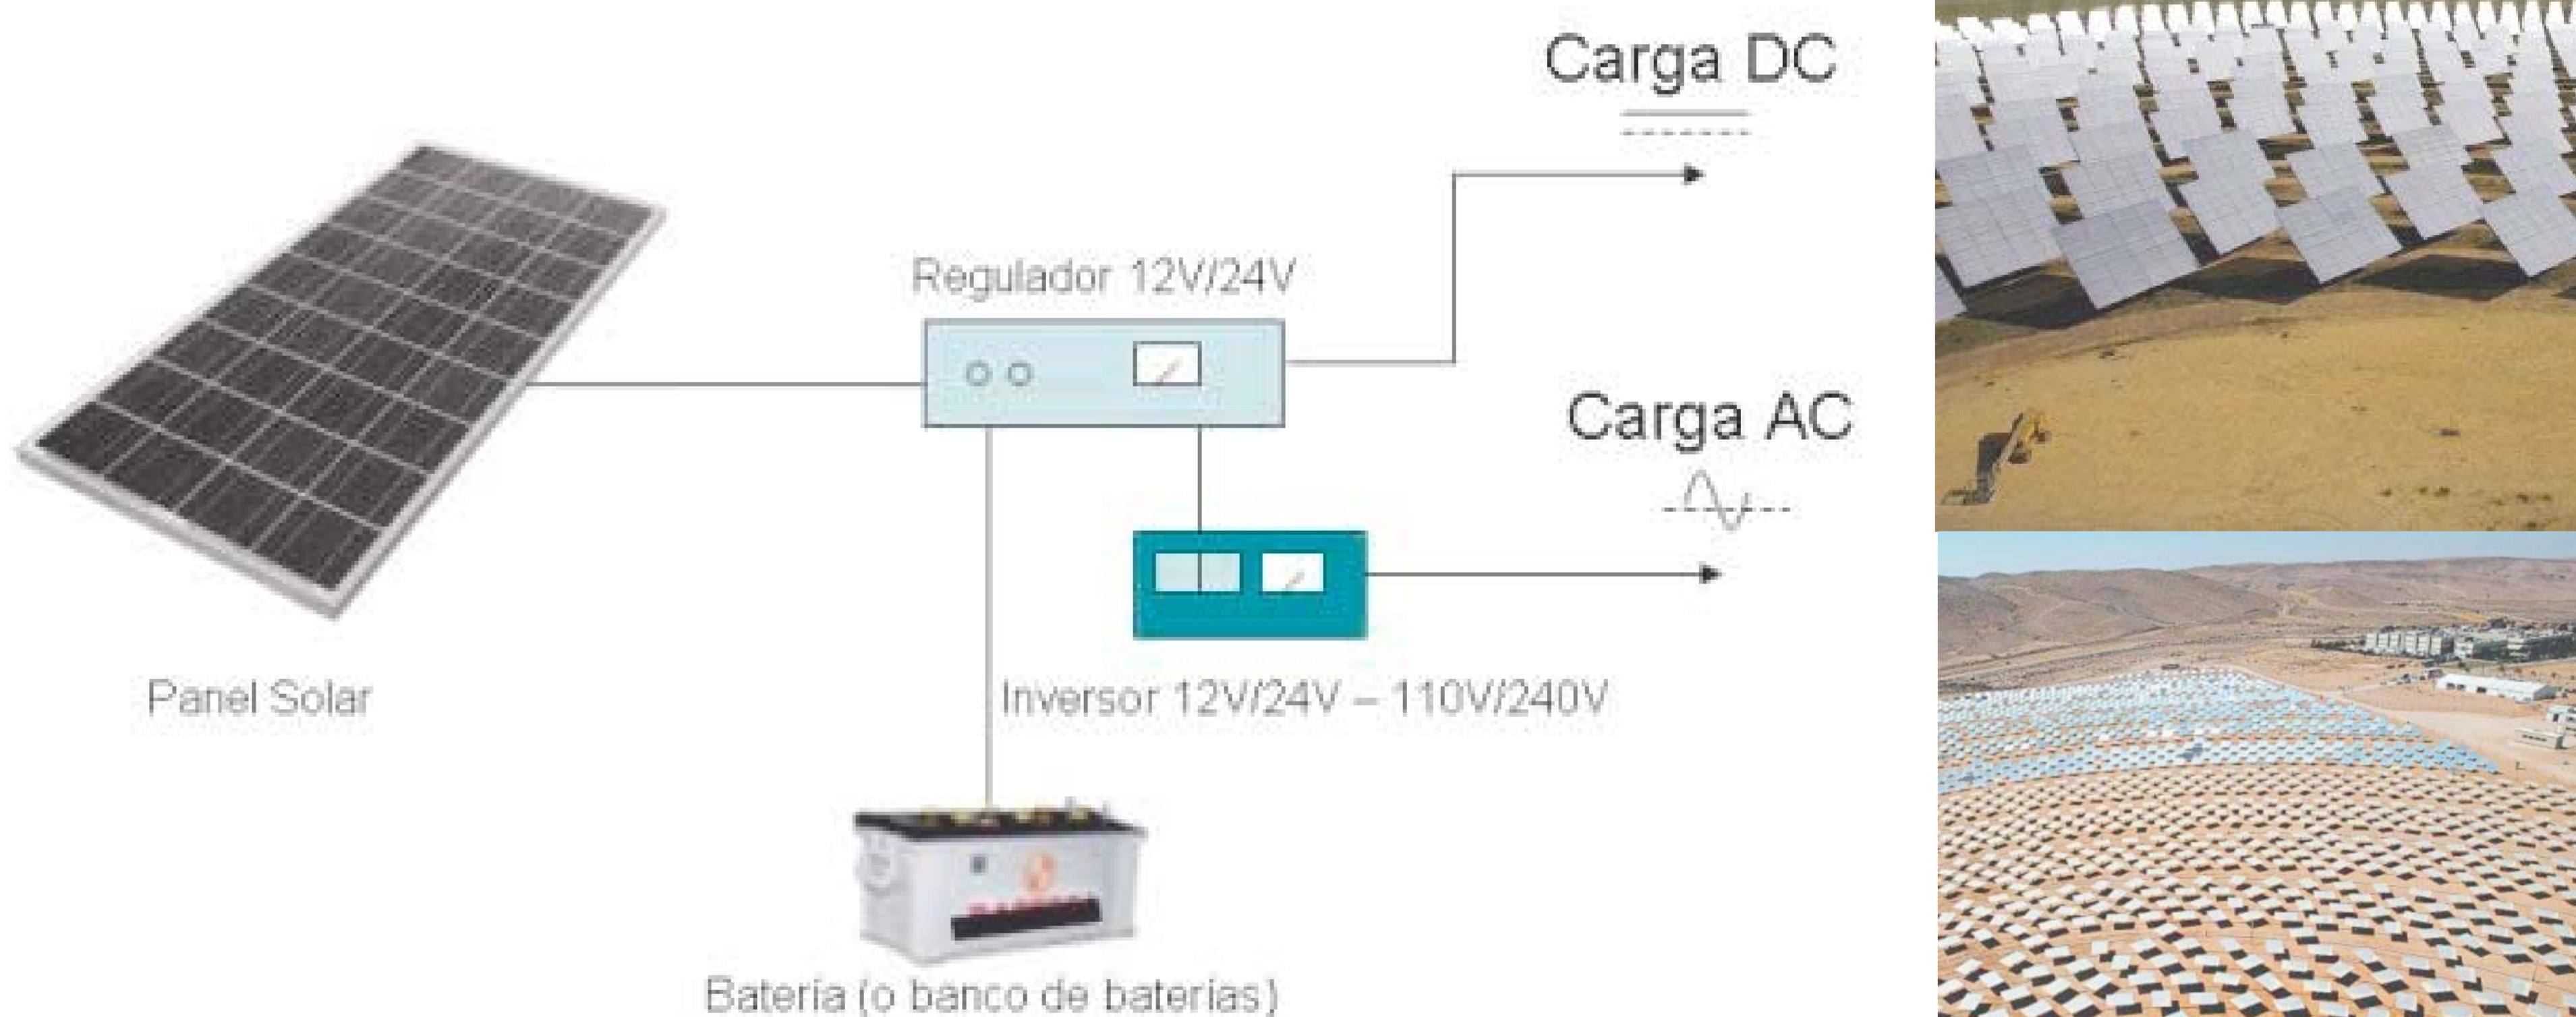 Carga DC
Regulador 12V/24V
Carga AC
Panel Solar
Inversor 12V/24V – 110V/240V
Batería (o banco de baterías)